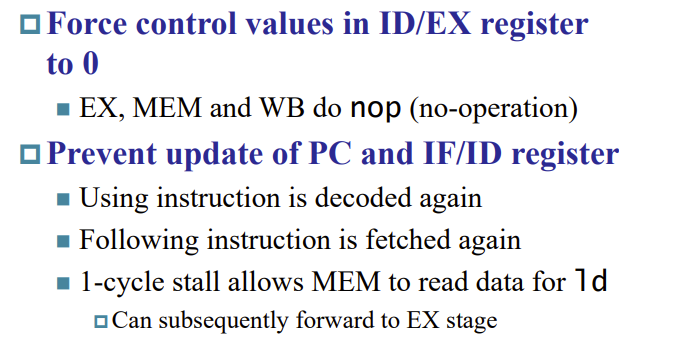 Force control values in ID/EX register
to 0
EX, MEM and WB do nop (no-operation)
Prevent update of PC and IF/ID register
Using instruction is decoded again
Following instruction is fetched again
1-cycle stall allows MEM to read data for ld
Can subsequently forward to EX stage